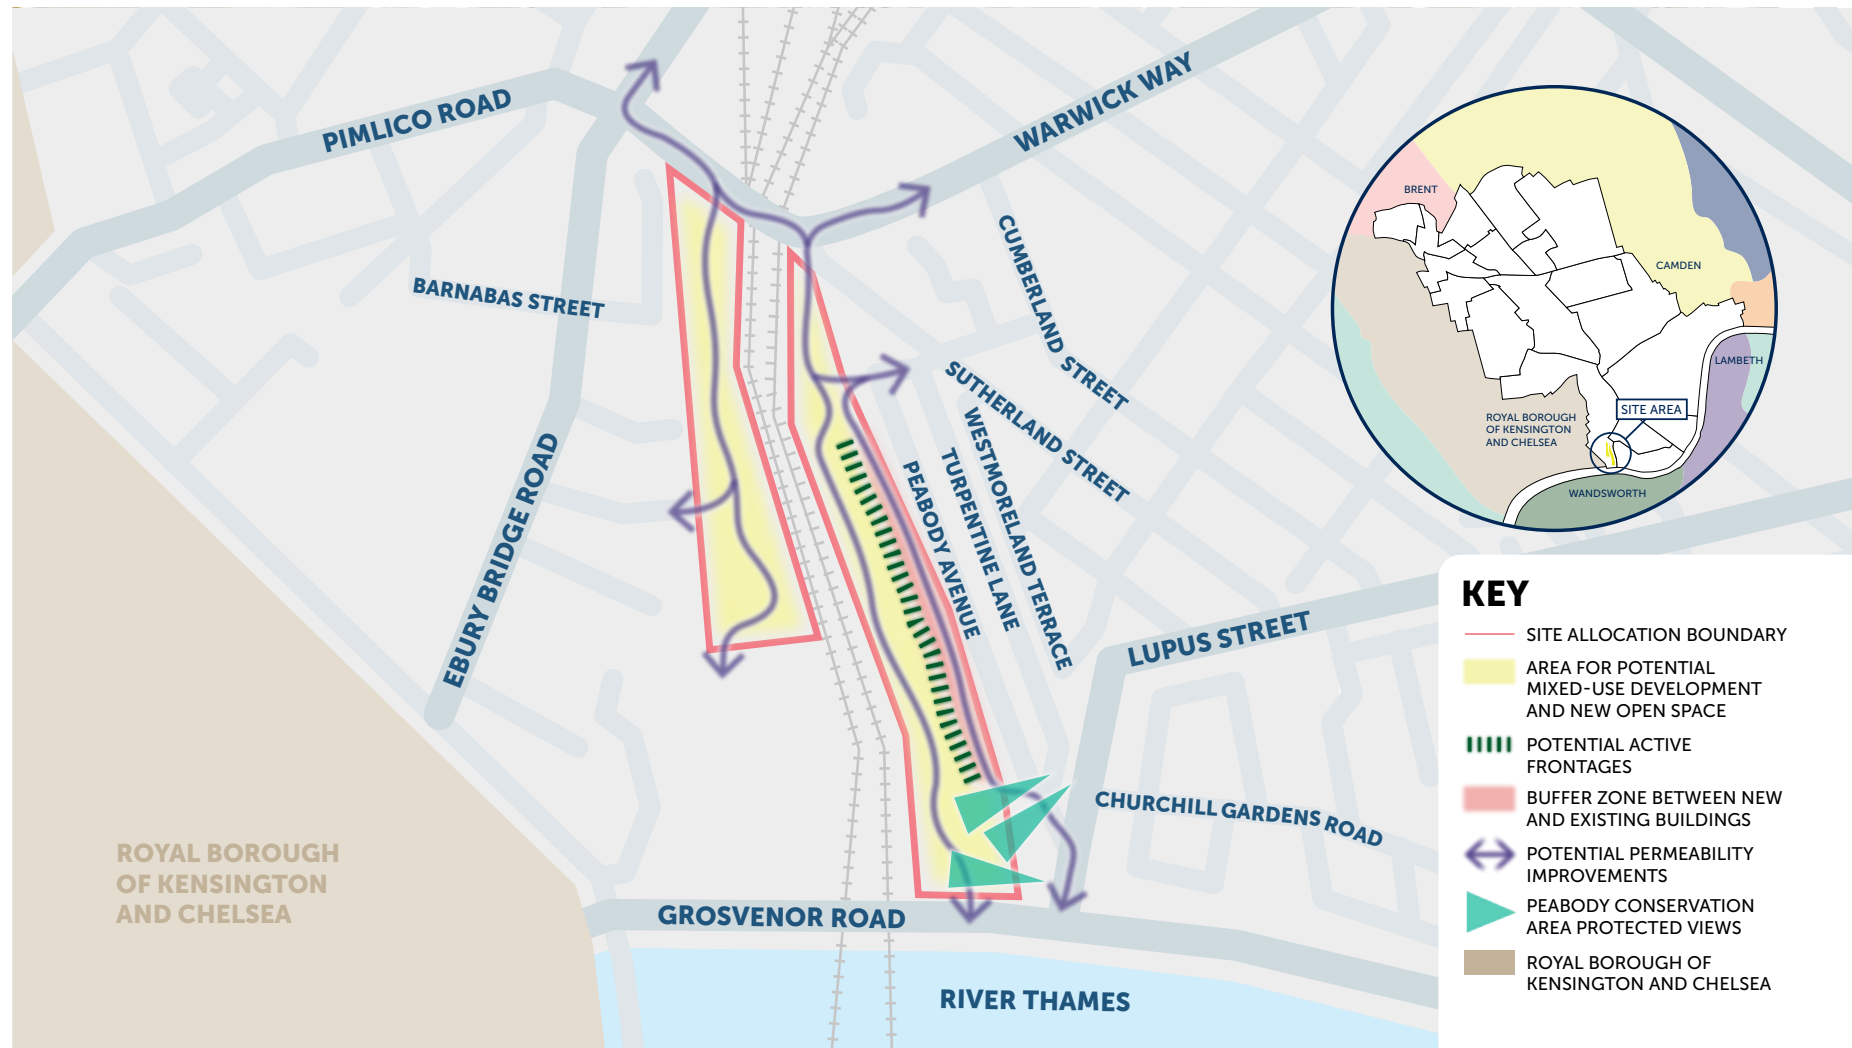 PIMLICO ROAD
WARWICK WAY
BARNABAS STREET
CUMBERLAND STREET
SUTHERLAND STREET
WESTMORELAND TERRACE
TURPENTINE LANE
PEABODY AVENUE
EBURY BRIDGE ROAD
LUPUS STREET
CHURCHILL GARDENS ROAD
ROYAL BOROUGH
OF KENSINGTON
AND CHELSEA
GROSVENOR ROAD
RIVER THAMES
BRENT
CAMDEN
LAMBETH
SITE AREA
ROYAL BOROUGH
OF KENSINGTON
AND CHELSEA
WANDSWORTH
KEY
SITE ALLOCATION BOUNDARY
AREA FOR POTENTIAL
MIXED-USE DEVELOPMENT
AND NEW OPEN SPACE
POTENTIAL ACTIVE
FRONTAGES
BUFFER ZONE BETWEEN NEW
AND EXISTING BUILDINGS
POTENTIAL PERMEABILITY
IMPROVEMENTS
PEABODY CONSERVATION
AREA PROTECTED VIEWS
ROYAL BOROUGH OF
KENSINGTON AND CHELSEA